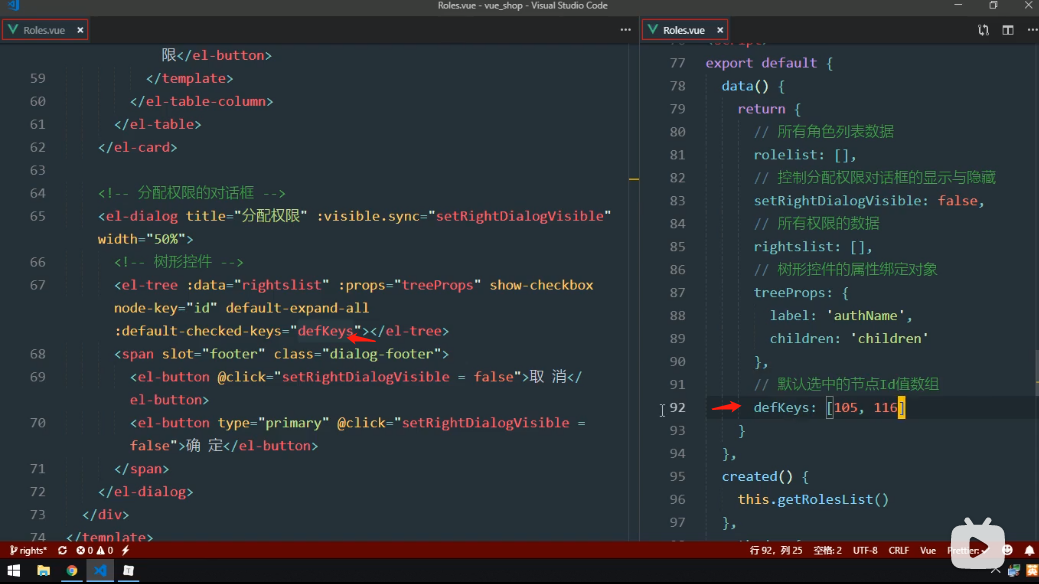 Roles.vue - vue_shop - Visual Studio Code
Roles.vue ×
限</el-button>
59 </template>
60 </el-table-column>
61 </el-table>
62 </el-card>
63
64 <!-- 分配权限的对话框 -->
65 <el-dialog title="分配权限" :visible.sync="setRightDialogVisible"
width="50%">
66 <!-- 树形控件 -->
67 <el-tree :data="rightslist" :props="treeProps" show-checkbox
node-key="id" default-expand-all
:default-checked-keys="defKeys"></el-tree>
68 <span slot="footer" class="dialog-footer">
69 <el-button @click="setRightDialogVisible = false">取 消</
el-button>
70 <el-button type="primary" @click="setRightDialogVisible =
false">确 定</el-button>
71 </span>
72 </el-dialog>
73 </div>
74 </template>
Roles.vue ×
77 export default {
78 data() {
79 return {
80 // 所有角色列表数据
81 rolelist: [],
82 // 控制分配权限对话框的显示与隐藏
83 setRightDialogVisible: false,
84 // 所有权限的数据
85 rightslist: [],
86 // 树形控件的属性绑定对象
87 treeProps: {
88 label: 'authName',
89 children: 'children'
90 },
91 // 默认选中的节点Id值数组
92 defKeys: [105, 116]
93 }
94 },
95 created() {
96 this.getRolesList()
97 },
rights* 0 0
行 92，列 25 空格: 2 UTF-8 CRLF Vue Prettier: ✓
英